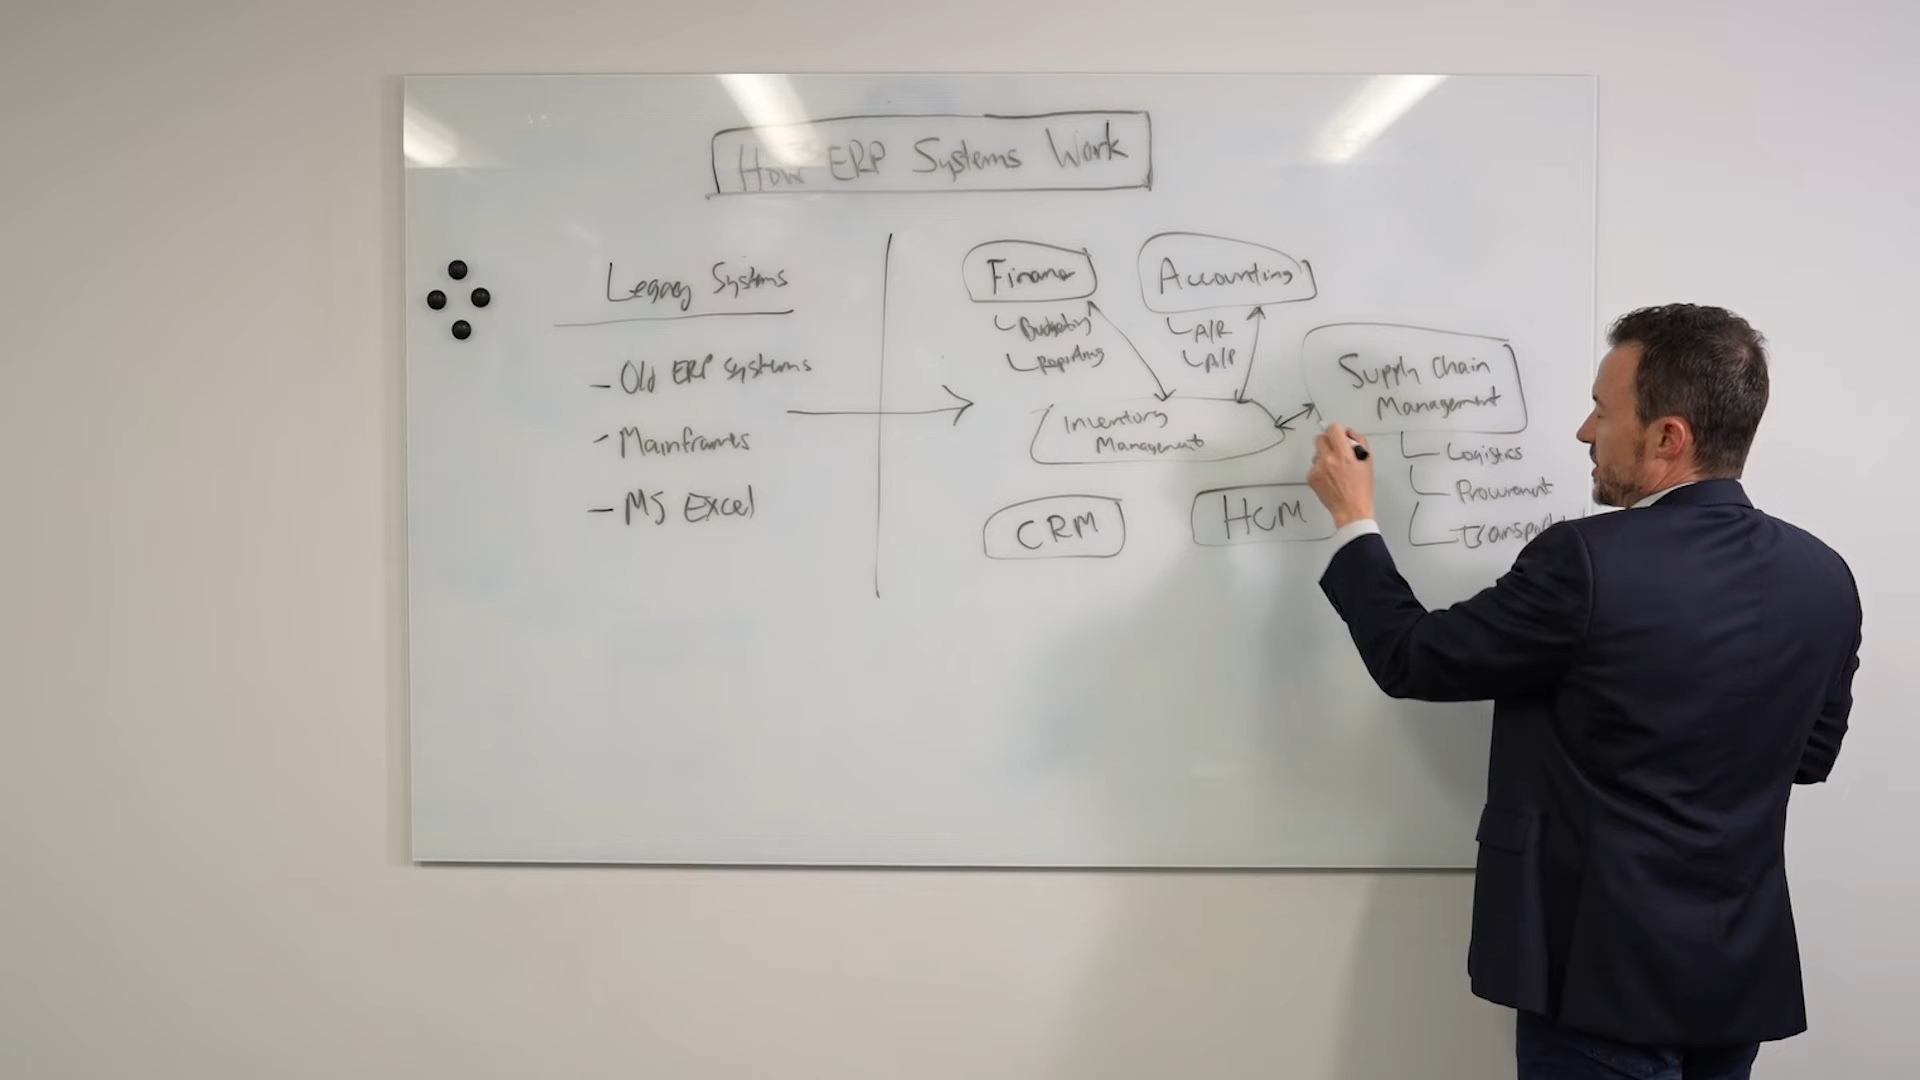 How ERP Systems Work
Legacy Systems
- Old ERP systems
- Mainframes
- MS Excel
Finance
Budgeting
Reporting
Accounting
A/R
A/P
Supply Chain
Management
Logistics
Procurement
Inventory
Management
CRM
HCM